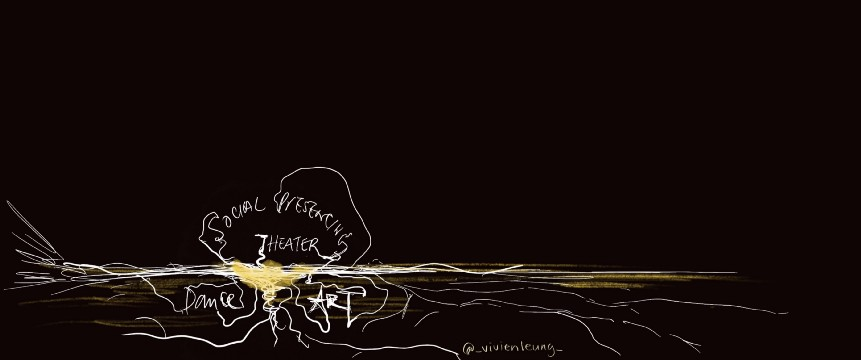 SOCIAL PRESENCING
THEATER
Dance
ART
@_vivienleung_